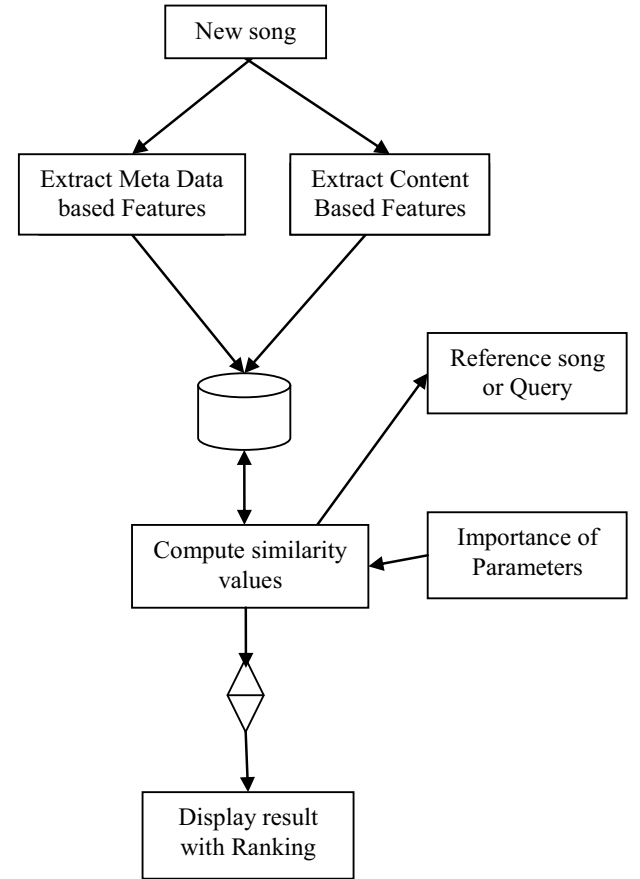 New song
Extract Meta Data
based Features
Extract Content
Based Features
Reference song
or Query
Compute similarity
values
Importance of
Parameters
Display result
with Ranking